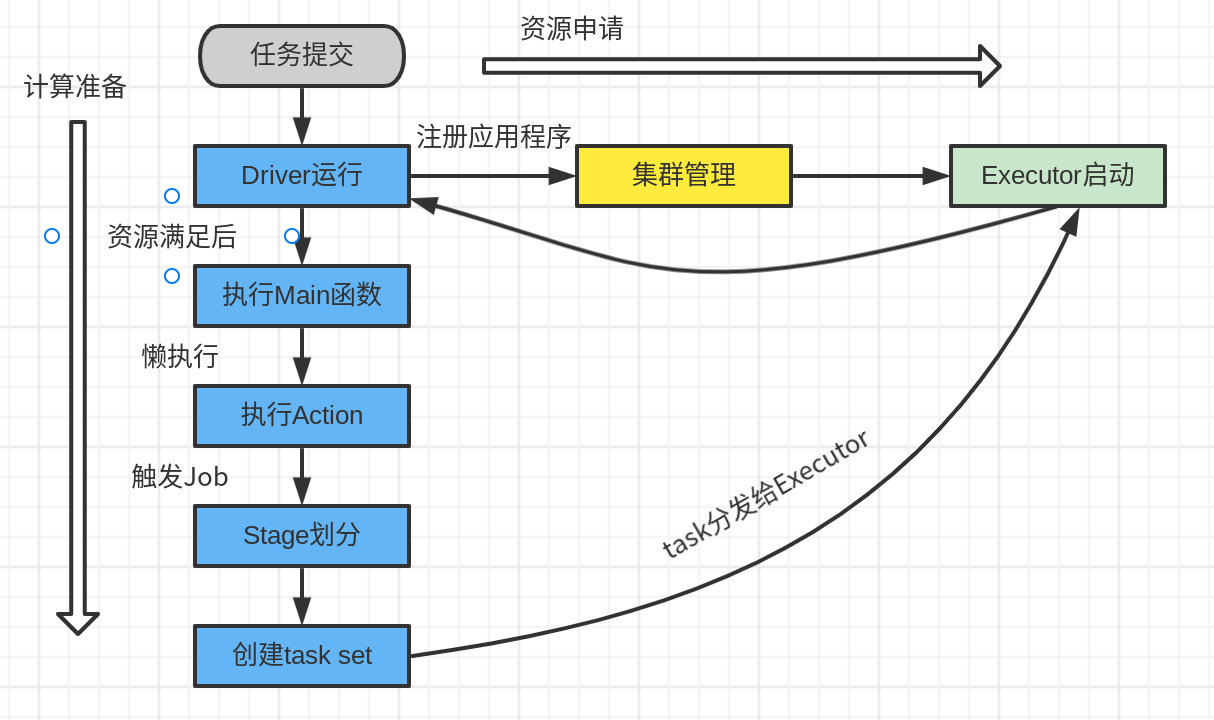 资源申请
任务提交
计算准备
注册应用程序
Driver运行
集群管理
Executor启动
资源满足后
执行Main函数
懒执行
执行Action
触发Job
task分发给Executor
Stage划分
创建task set